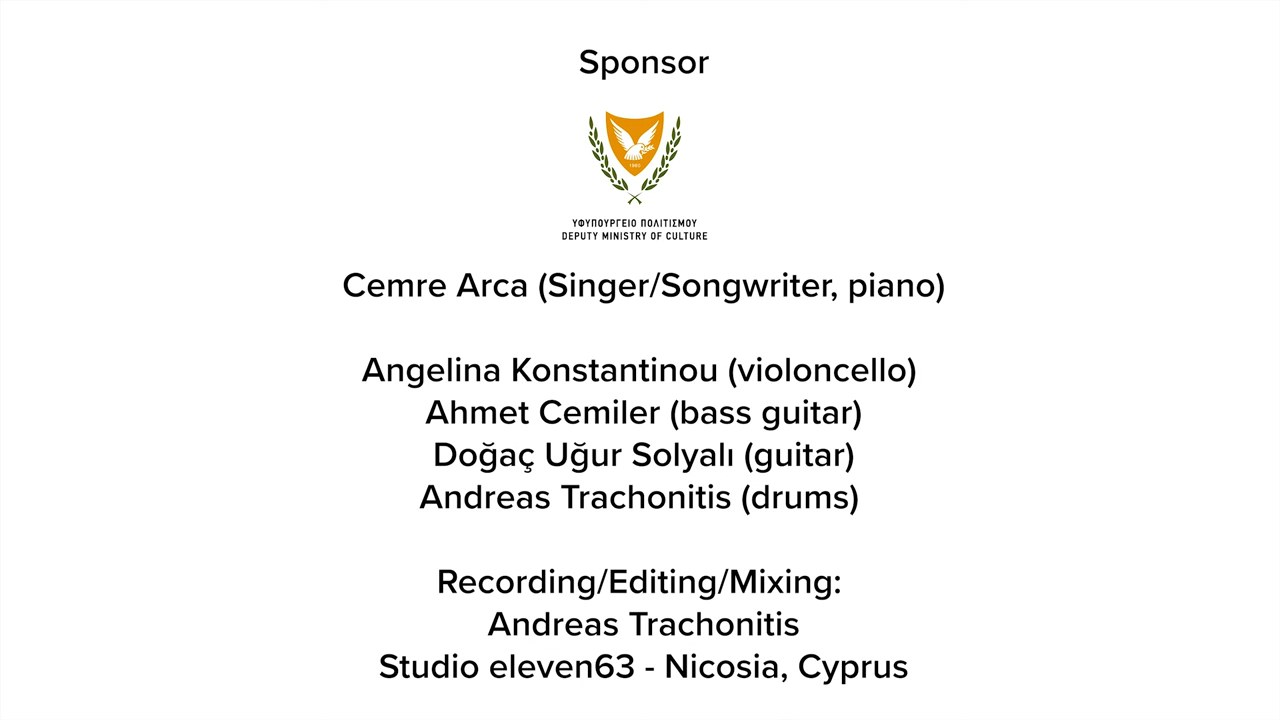 Sponsor
1960
ΥΦΥΠΟΥΡΓΕΙΟ ΠΟΛΙΤΙΣΜΟΥ
DEPUTY MINISTRY OF CULTURE
Cemre Arca (Singer/Songwriter, piano)
Angelina Konstantinou (violoncello)
Ahmet Cemiler (bass guitar)
Doğaç Uğur Solyalı (guitar)
Andreas Trachonitis (drums)
Recording/Editing/Mixing:
Andreas Trachonitis
Studio eleven63 - Nicosia, Cyprus